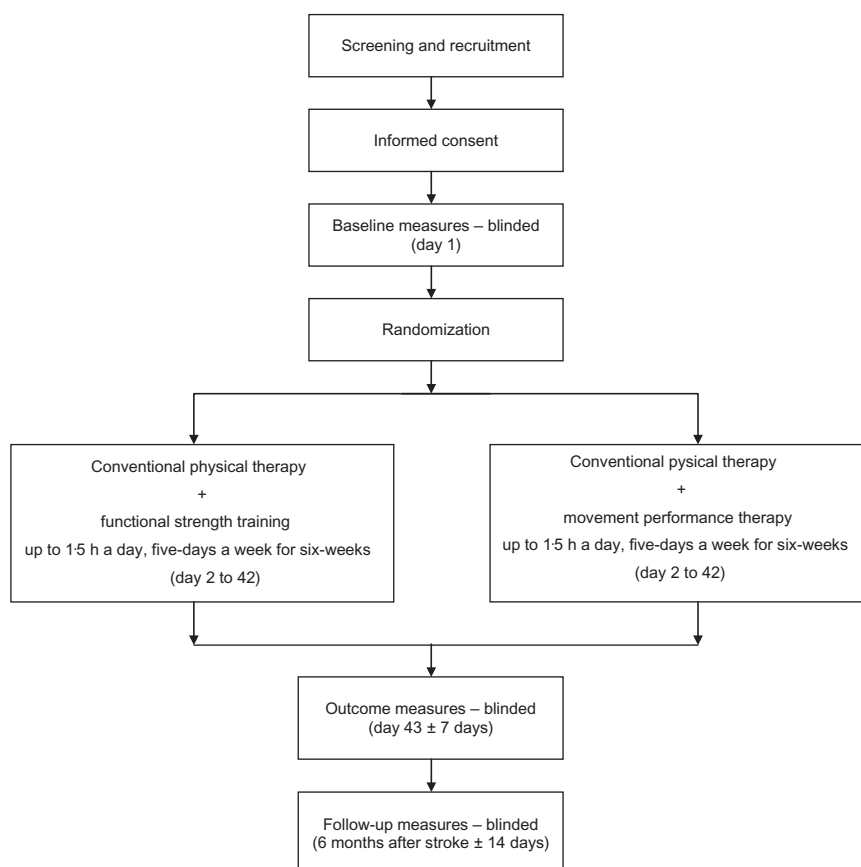 Screening and recruitment
Informed consent
Baseline measures – blinded
(day 1)
Randomization
Conventional physical therapy
+
functional strength training
up to 1·5 h a day, five-days a week for six-weeks
(day 2 to 42)
Conventional pysical therapy
+
movement performance therapy
up to 1·5 h a day, five-days a week for six-weeks
(day 2 to 42)
Outcome measures – blinded
(day 43 ± 7 days)
Follow-up measures – blinded
(6 months after stroke ± 14 days)